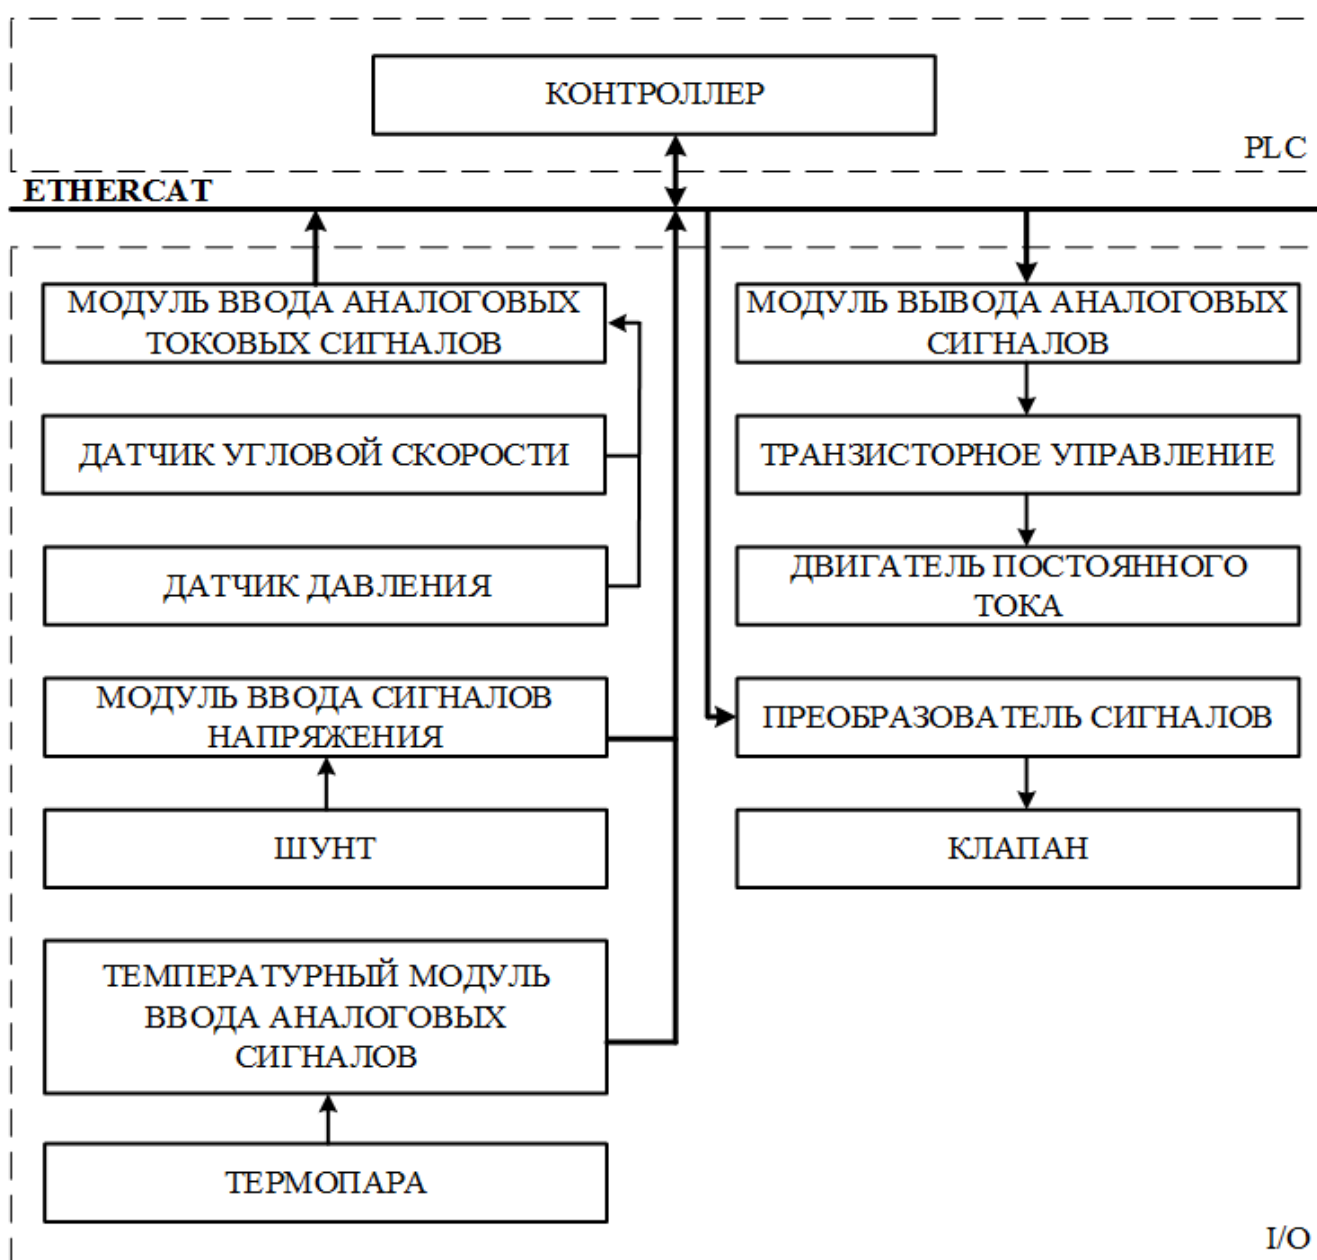 КОНТРОЛЛЕР
PLC
ETHERCAT
МОДУЛЬ ВВОДА АНАЛОГОВЫХ
ТОКОВЫХ СИГНАЛОВ
ДАТЧИК УГЛОВОЙ СКОРОСТИ
ДАТЧИК ДАВЛЕНИЯ
МОДУЛЬ ВВОДА СИГНАЛОВ
НАПРЯЖЕНИЯ
ШУНТ
ТЕМПЕРАТУРНЫЙ МОДУЛЬ
ВВОДА АНАЛОГОВЫХ
СИГНАЛОВ
ТЕРМОПАРА
МОДУЛЬ ВЫВОДА АНАЛОГОВЫХ
СИГНАЛОВ
ТРАНЗИСТОРНОЕ УПРАВЛЕНИЕ
ДВИГАТЕЛЬ ПОСТОЯННОГО
ТОКА
ПРЕОБРАЗОВАТЕЛЬ СИГНАЛОВ
КЛАПАН
I/O